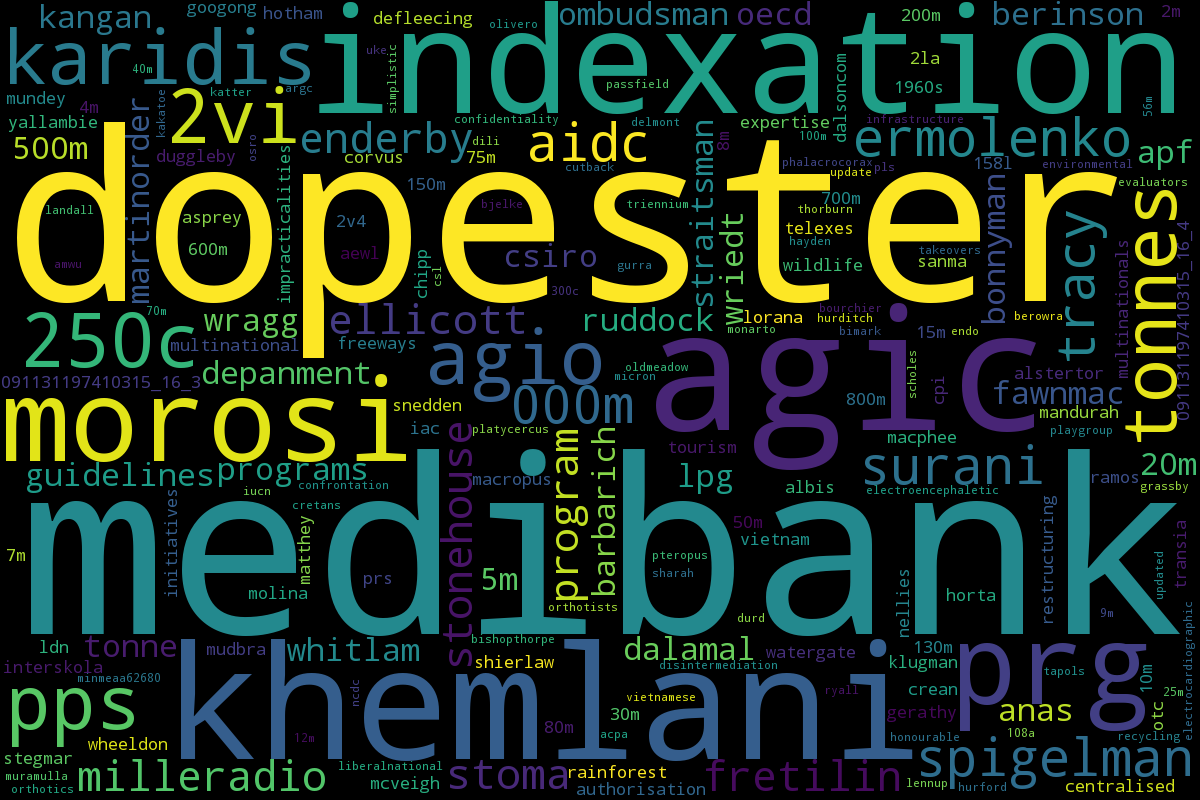 kangan googong hotham defleecing olivero ombudsman oecd 200m berinson 2m
karidis indexation
40m uke simplistic passfield dalsoncom 2la 1960s 56m
mundey 4m katter argc
yallambie 2vi kakatoe osro confidentiality delmont expertise infrastructure
500m martinorder duggleby enderby corvus dili 75m aidc cutback straitsman 8m 100m ermolenko apf
impracticalities 150m phalacrocorax update pls 158l environmental evaluators
dopester
landall asprey 2v4 bjelke triennium 700m thorburn telexes hayden bonnyman tracy tonnes
600m aewl chipp csl csiro gurra wriedt wildlife takeovers sanma
amwu 300c multinationals 091131197410315_16_4
70m
250c wragg ellicott ruddock lorana bourchier hurditch 15m endo berowra
multinational freeways agio monarto bimark agic
091131197410315_16_3 depanment oldmeadow micron scholes cpi alstertor fawnmac
morosi snedden 000m 800m mandurah
iac platycercus tourism macphee playgroup
guidelines programs stonehouse macropus program barbarich lpg surani ramos 20m
iucn confrontation albis electroencephaletic grassby
cretans
medibank
7m initiatives matthey 5m 50m vietnam restructuring transia
prs pteropus sharah updated
molina orthotists durd nellies horta 9m
ldn tonne mudbra whitlam bishopthorpe dalamal watergate 130m prg electrocardiographic
interskola minmeaa62680 shierlaw disintermediation klugman tapols 10m
khemlani
pps ncdc vietnamese ryall crean 25m
80m 30m gerathy anas otc
wheeldon 12m acpa honourable 108a recycling
stegmar liberalnational rainforest spigelman
muramulla milleradio mcveigh stoma fretilin lennup centralised
orthotics authorisation hurford